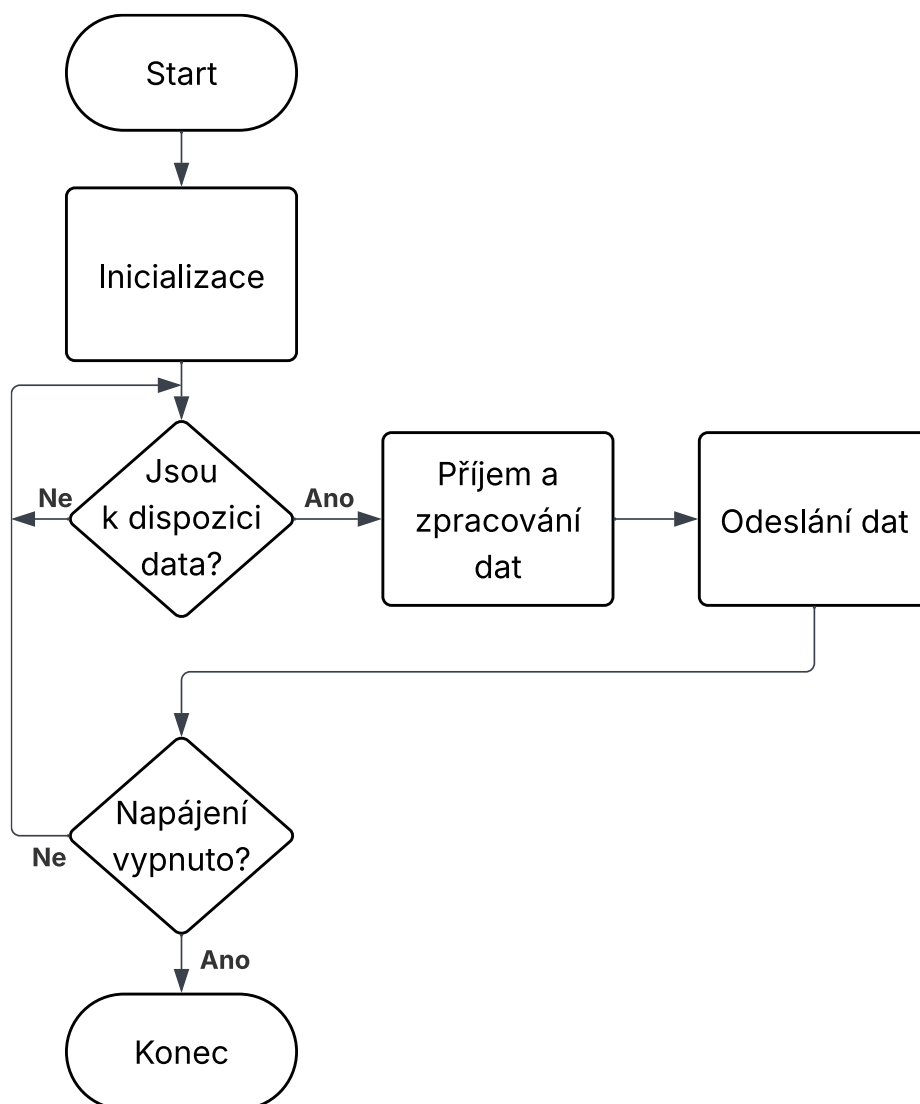 Start
Inicializace
Jsou
k dispozici
data?
Ne
Ano
Příjem a
zpracování
dat
Odeslání dat
Napájení
vypnuto?
Ne
Ano
Konec